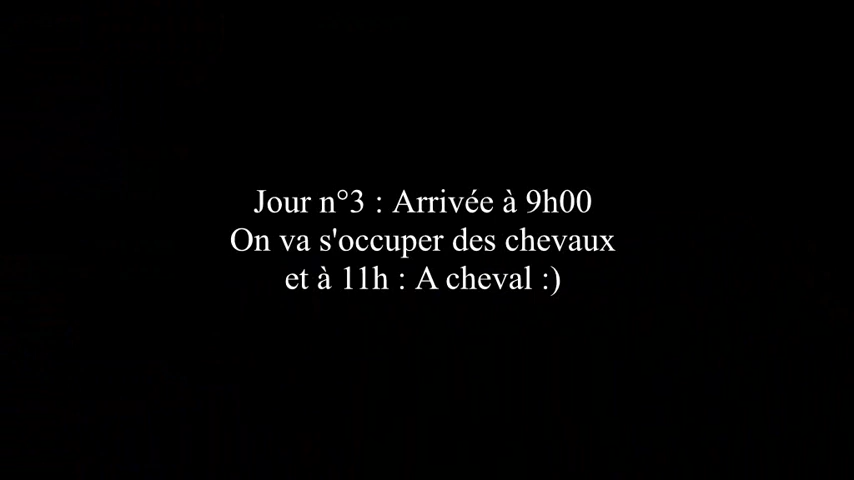 Jour n°3 : Arrivée à 9h00
On va s'occuper des chevaux
et à 11h : A cheval :)